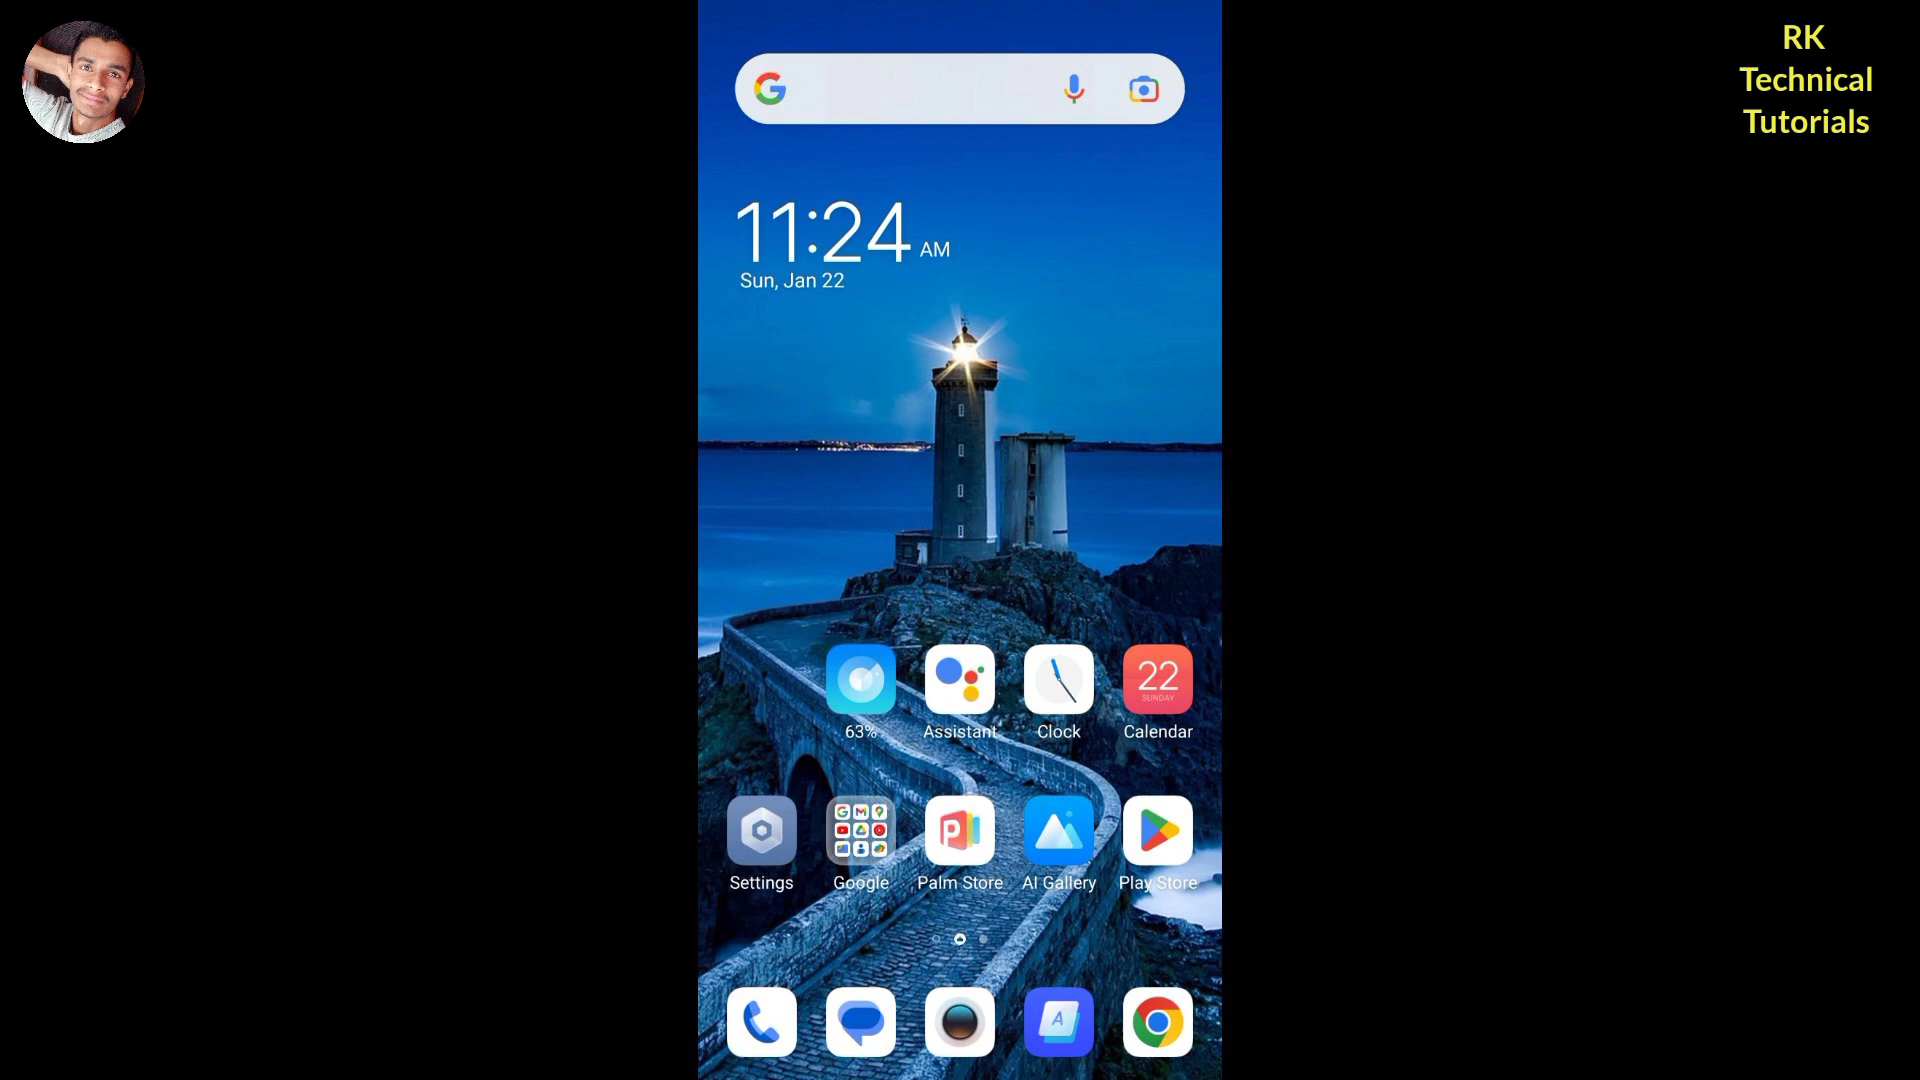 RK
Technical
Tutorials
11:24 AM
Sun, Jan 22
22
SUNDAY
63%
Assistant
Clock
Calendar
Settings
Google
Palm Store
AI Gallery
Play Store
A